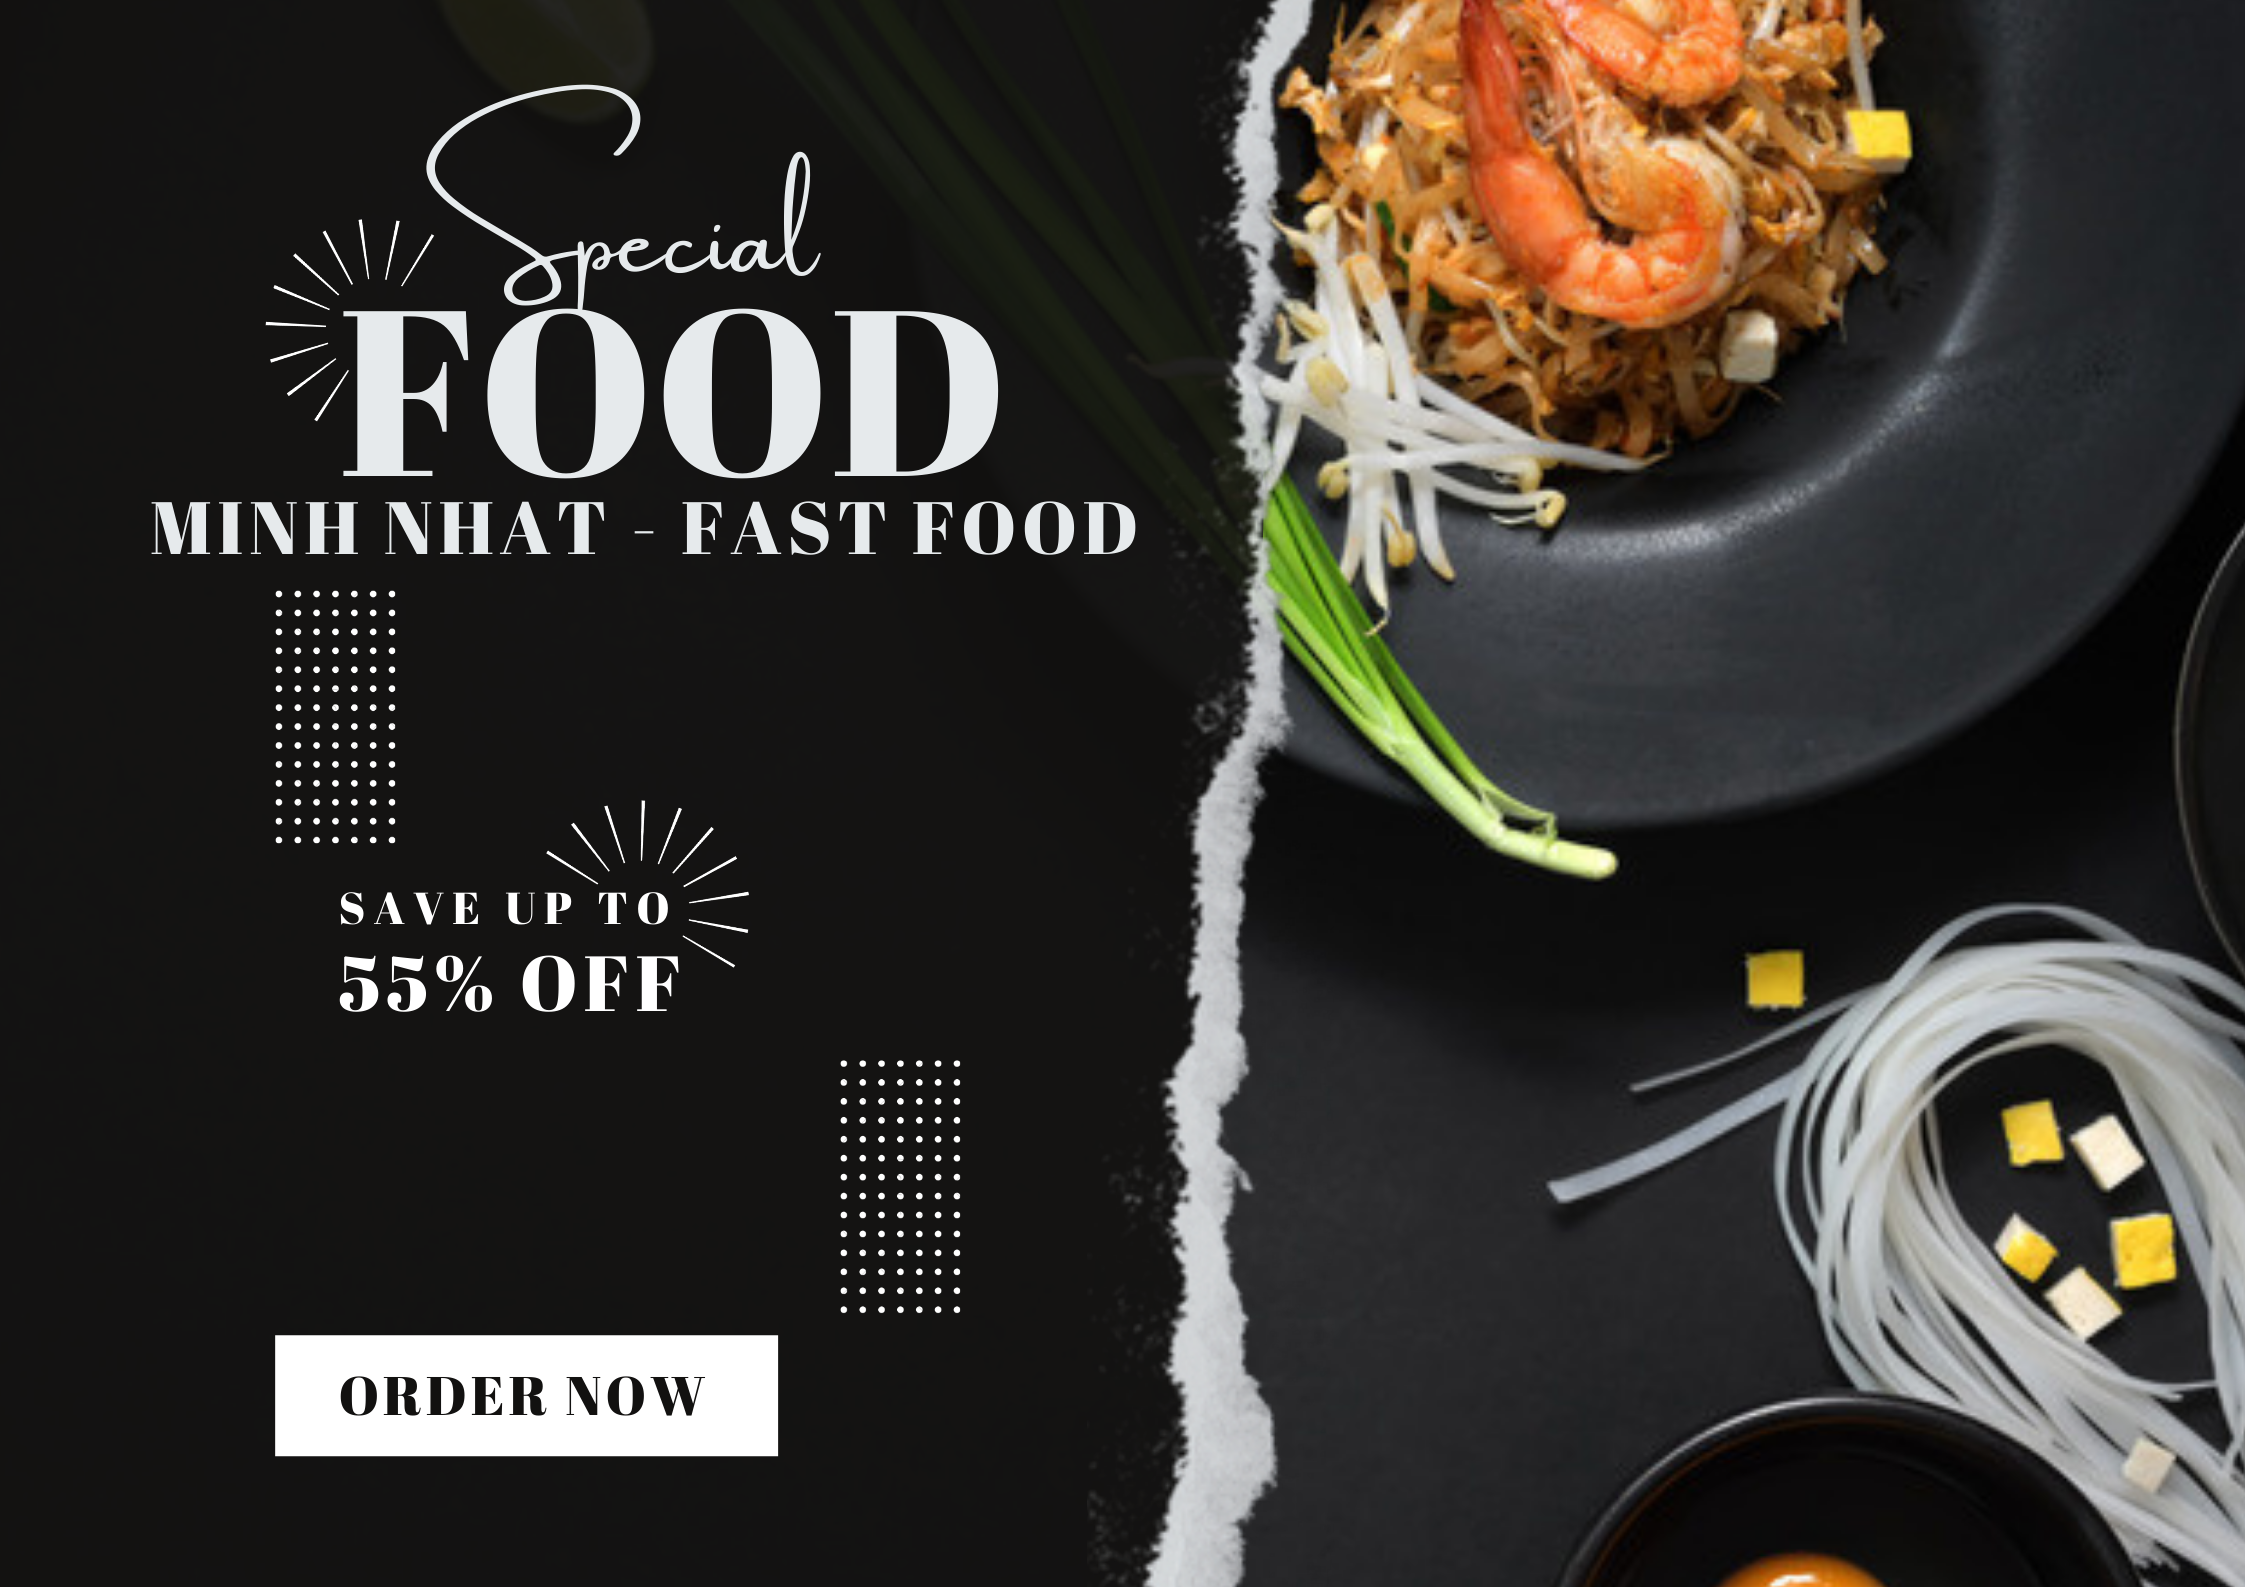 Special
FOOD
MINH NHAT - FAST FOOD
SAVE UP TO
55% OFF
ORDER NOW